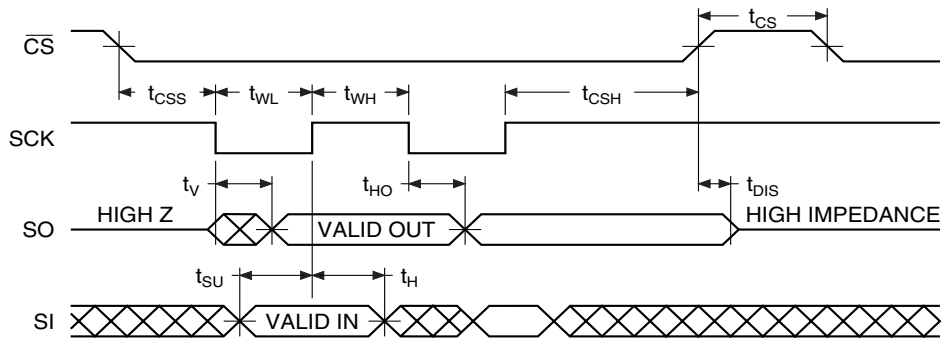 t_CS
CS
t_CSS t_WL t_WH t_CSH
SCK
t_V t_HO t_DIS
HIGH Z HIGH IMPEDANCE
SO VALID OUT
t_SU t_H
SI VALID IN